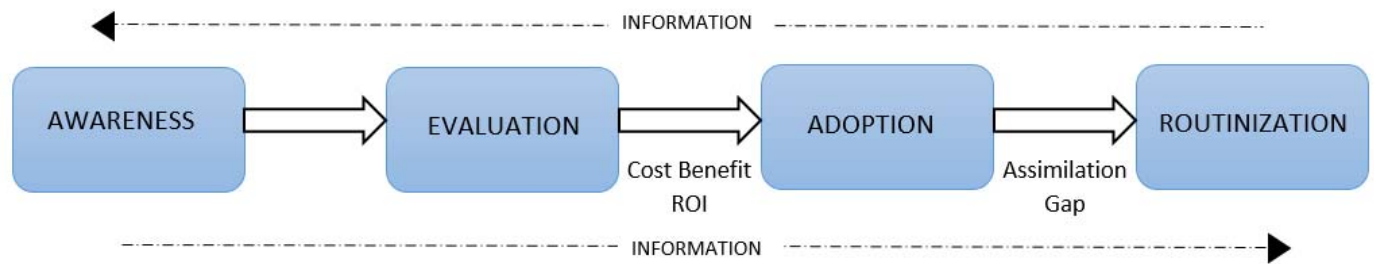 INFORMATION
AWARENESS
EVALUATION
ADOPTION
ROUTINIZATION
Cost Benefit
ROI
Assimilation
Gap
INFORMATION